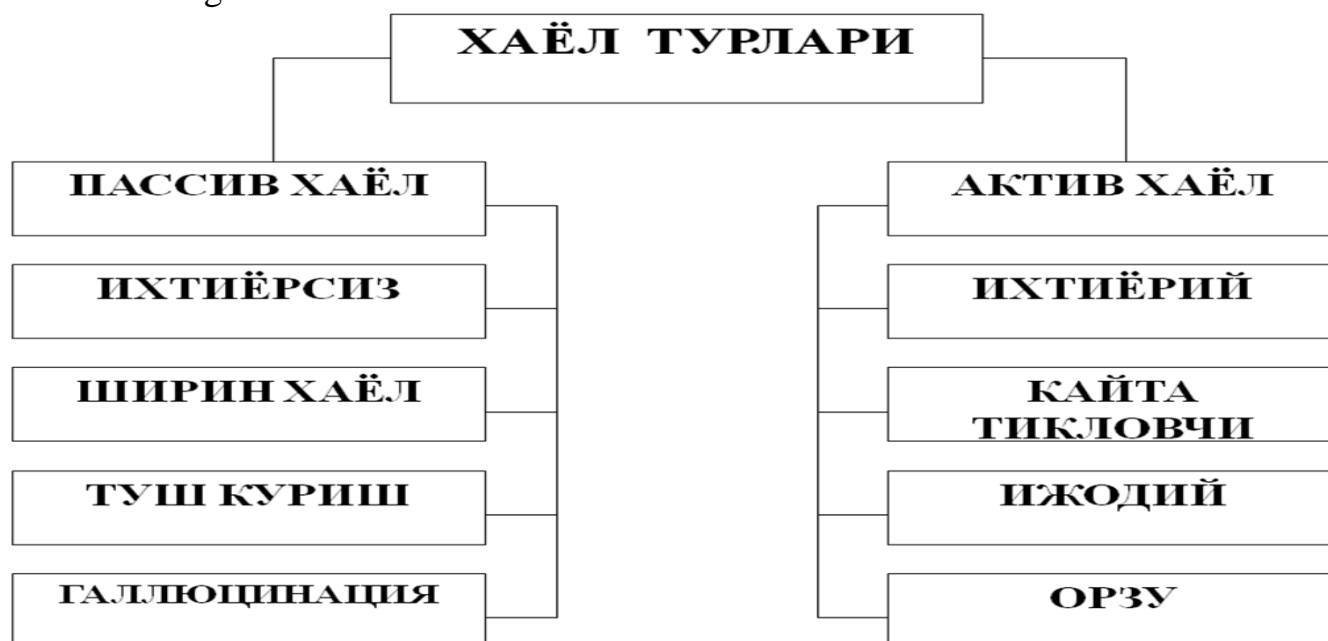 ХАЁЛ ТУРЛАРИ
ПАССИВ ХАЁЛ
ИХТИЁРСИЗ
ШИРИН ХАЁЛ
ТУШ КУРИШ
ГАЛЛЮЦИНАЦИЯ
АКТИВ ХАЁЛ
ИХТИЁРИЙ
КАЙТА
ТИКЛОВЧИ
ИЖОДИЙ
ОРЗУ